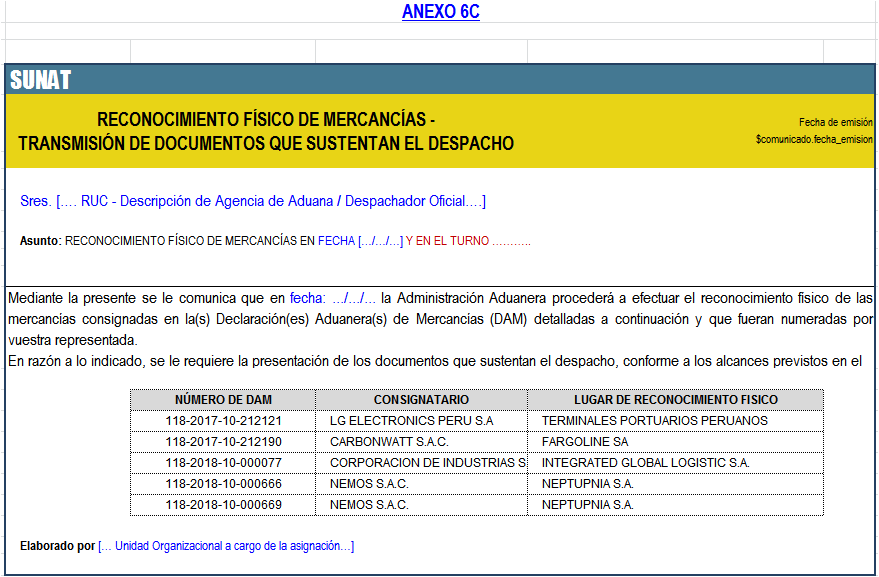 ANEXO 6C
SUNAT
RECONOCIMIENTO FÍSICO DE MERCANCÍAS -
TRANSMISIÓN DE DOCUMENTOS QUE SUSTENTAN EL DESPACHO
Fecha de emisión
$comunicado.fecha_emision
Sres. [.... RUC - Descripción de Agencia de Aduana / Despachador Oficial....]
Asunto: RECONOCIMIENTO FÍSICO DE MERCANCÍAS EN FECHA [.../.../...] Y EN EL TURNO ...........
Mediante la presente se le comunica que en fecha: .../.../... la Administración Aduanera procederá a efectuar el reconocimiento físico de las
mercancías consignadas en la(s) Declaración(es) Aduanera(s) de Mercancías (DAM) detalladas a continuación y que fueran numeradas por
vuestra representada.
En razón a lo indicado, se le requiere la presentación de los documentos que sustentan el despacho, conforme a los alcances previstos en el
NÚMERO DE DAM CONSIGNATARIO LUGAR DE RECONOCIMIENTO FISICO
118-2017-10-212121 LG ELECTRONICS PERU S.A TERMINALES PORTUARIOS PERUANOS
118-2017-10-212190 CARBONWATT S.A.C. FARGOLINE SA
118-2018-10-000077 CORPORACION DE INDUSTRIAS S INTEGRATED GLOBAL LOGISTIC S.A.
118-2018-10-000666 NEMOS S.A.C. NEPTUPNIA S.A.
118-2018-10-000669 NEMOS S.A.C. NEPTUPNIA S.A.
Elaborado por [... Unidad Organizacional a cargo de la asignación...]